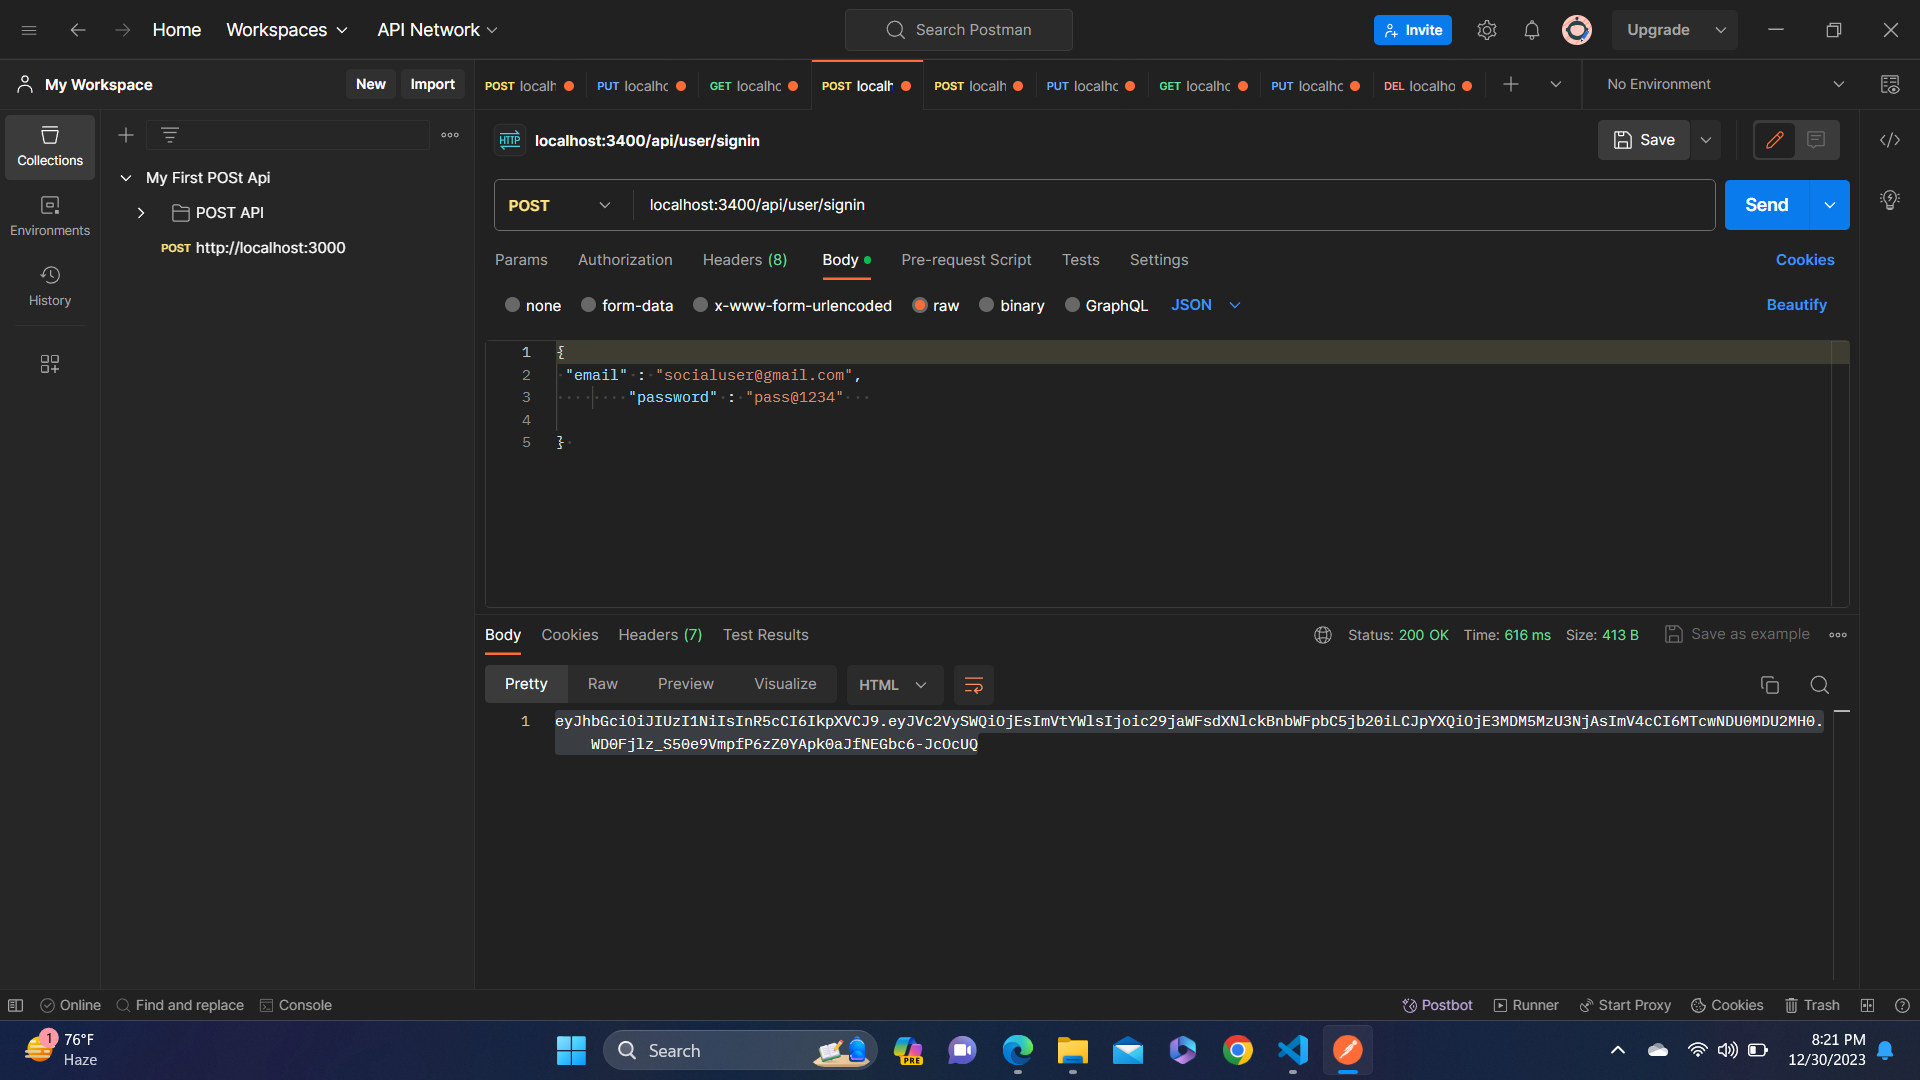 Home Workspaces API Network Search Postman Invite Upgrade
My Workspace New Import POST localh PUT localhc GET localhc POST localh POST localh PUT localhc GET localhc PUT localhc DEL localho No Environment
Collections
Environments
History
My First POSt Api
POST API
POST http://localhost:3000
HTTP localhost:3400/api/user/signin Save
POST localhost:3400/api/user/signin Send
Params Authorization Headers (8) Body Pre-request Script Tests Settings Cookies
none form-data x-www-form-urlencoded raw binary GraphQL JSON Beautify
1 {
2 "email" : "socialuser@gmail.com",
3 "password" : "pass@1234"
4
5 }
Body Cookies Headers (7) Test Results Status: 200 OK Time: 616 ms Size: 413 B Save as example
Pretty Raw Preview Visualize HTML
1 eyJhbGciOiJIUzI1NiIsInR5cCI6IkpXVCJ9.eyJVc2VySWQiOjEsImVtYWlsIjoic29jaWFsdXNlckBnbWFpbC5jb20iLCJpYXQiOjE3MDM5MzU3NjAsImV4cCI6MTcwNDU0MDU2MH0.
WD0Fjlz_S50e9VmpfP6zZ0YApk0aJfNEGbc6-JcOcUQ
Online Find and replace Console Postbot Runner Start Proxy Cookies Trash
1 76°F
Haze
Search
PRE
8:21 PM
12/30/2023